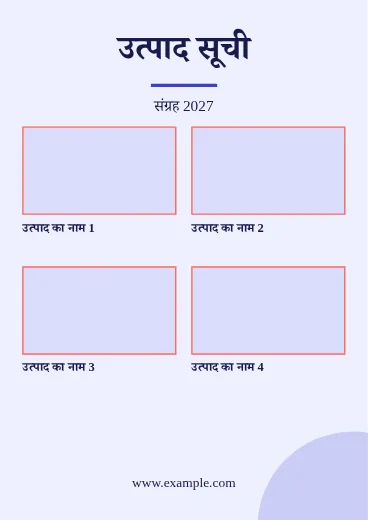 उत्पाद सूची
संग्रह 2027
उत्पाद का नाम 1
उत्पाद का नाम 2
उत्पाद का नाम 3
उत्पाद का नाम 4
www.example.com